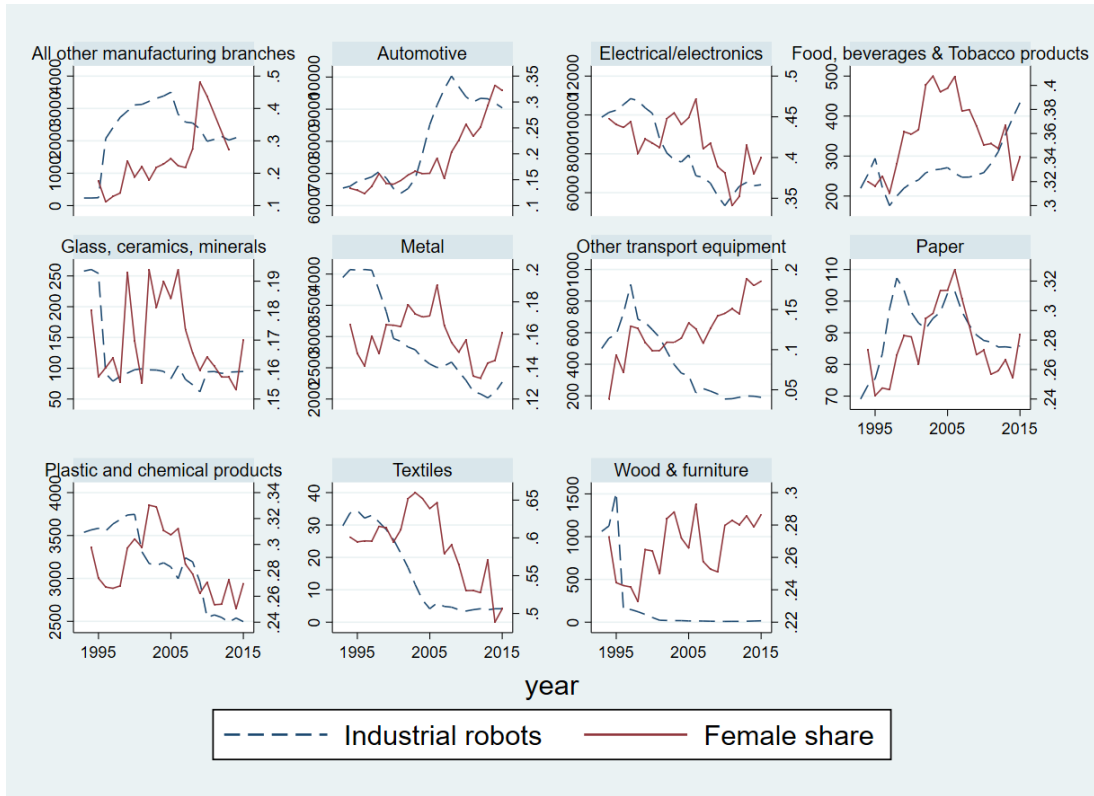 All other manufacturing branches
0 1000 2000 3000 4000
.1 .2 .3 .4 .5
Automotive
.1 .15 .2 .25 .3 .35
Electrical/electronics
6000 8000 10000 12000
.35 .4 .45 .5
Food, beverages & Tobacco products
200 300 400 500
.3 .32 .34 .36 .38 .4
Glass, ceramics, minerals
50 100 150 200 250
.15 .16 .17 .18 .19
Metal
2000 2500 3000 3500 4000
.12 .14 .16 .18 .2
Other transport equipment
200 400 600 800 1000
.05 .1 .15 .2
Paper
70 80 90 100 110
.24 .26 .28 .3 .32
1995 2005 2015
Plastic and chemical products
2500 3000 3500 4000
.24 .26 .28 .3 .32 .34
1995 2005 2015
Textiles
0 10 20 30 40
.5 .55 .6 .65
1995 2005 2015
Wood & furniture
0 500 1000 1500
.22 .24 .26 .28 .3
1995 2005 2015
year
Industrial robots
Female share